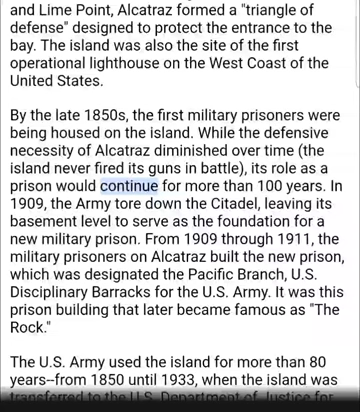 and Lime Point, Alcatraz formed a "triangle of
defense" designed to protect the entrance to the
bay. The island was also the site of the first
operational lighthouse on the West Coast of the
United States.
By the late 1850s, the first military prisoners were
being housed on the island. While the defensive
necessity of Alcatraz diminished over time (the
island never fired its guns in battle), its role as a
prison would continue for more than 100 years. In
1909, the Army tore down the Citadel, leaving its
basement level to serve as the foundation for a
new military prison. From 1909 through 1911, the
military prisoners on Alcatraz built the new prison,
which was designated the Pacific Branch, U.S.
Disciplinary Barracks for the U.S. Army. It was this
prison building that later became famous as "The
Rock."
The U.S. Army used the island for more than 80
years--from 1850 until 1933, when the island was
transferred to the U.S. Department of Justice for